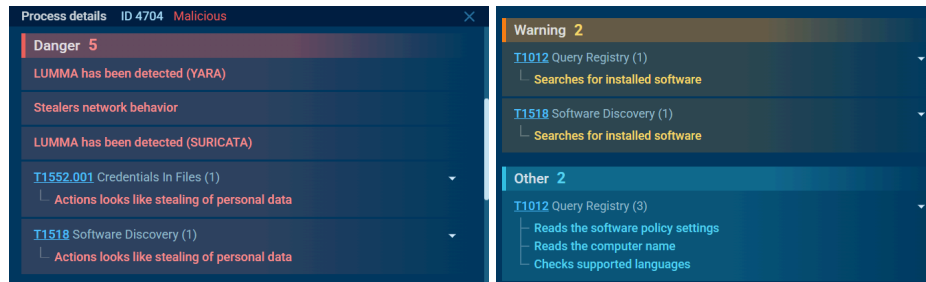 Process details ID 4704 Malicious
Danger 5
LUMMA has been detected (YARA)
Stealers network behavior
LUMMA has been detected (SURICATA)
T1552.001 Credentials In Files (1)
Actions looks like stealing of personal data
T1518 Software Discovery (1)
Actions looks like stealing of personal data
Warning 2
T1012 Query Registry (1)
Searches for installed software
T1518 Software Discovery (1)
Searches for installed software
Other 2
T1012 Query Registry (3)
Reads the software policy settings
Reads the computer name
Checks supported languages